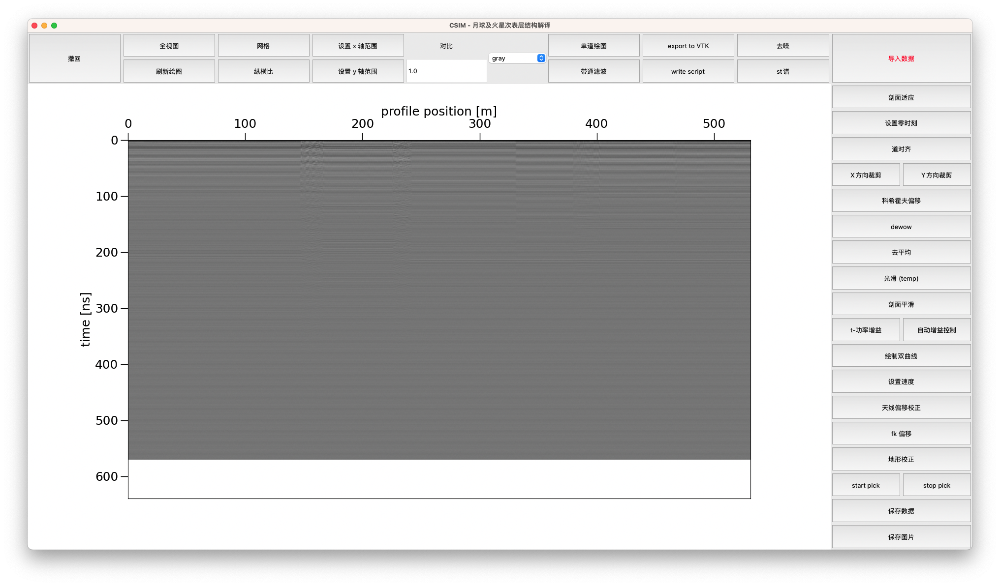 CSIM - 月球及火星次表层结构解译
撤回
全视图
网格
设置 x 轴范围
对比
gray
单道绘图
export to VTK
去噪
导入数据
刷新绘图
纵横比
设置 y 轴范围
1.0
带通滤波
write script
st谱
profile position [m]
0 100 200 300 400 500
0
100
200
300
400
500
600
time [ns]
剖面适应
设置零时刻
道对齐
X方向裁剪
Y方向裁剪
科希霍夫偏移
dewow
去平均
光滑 (temp)
剖面平滑
t-功率增益
自动增益控制
绘制双曲线
设置速度
天线偏移校正
fk 偏移
地形校正
start pick
stop pick
保存数据
保存图片